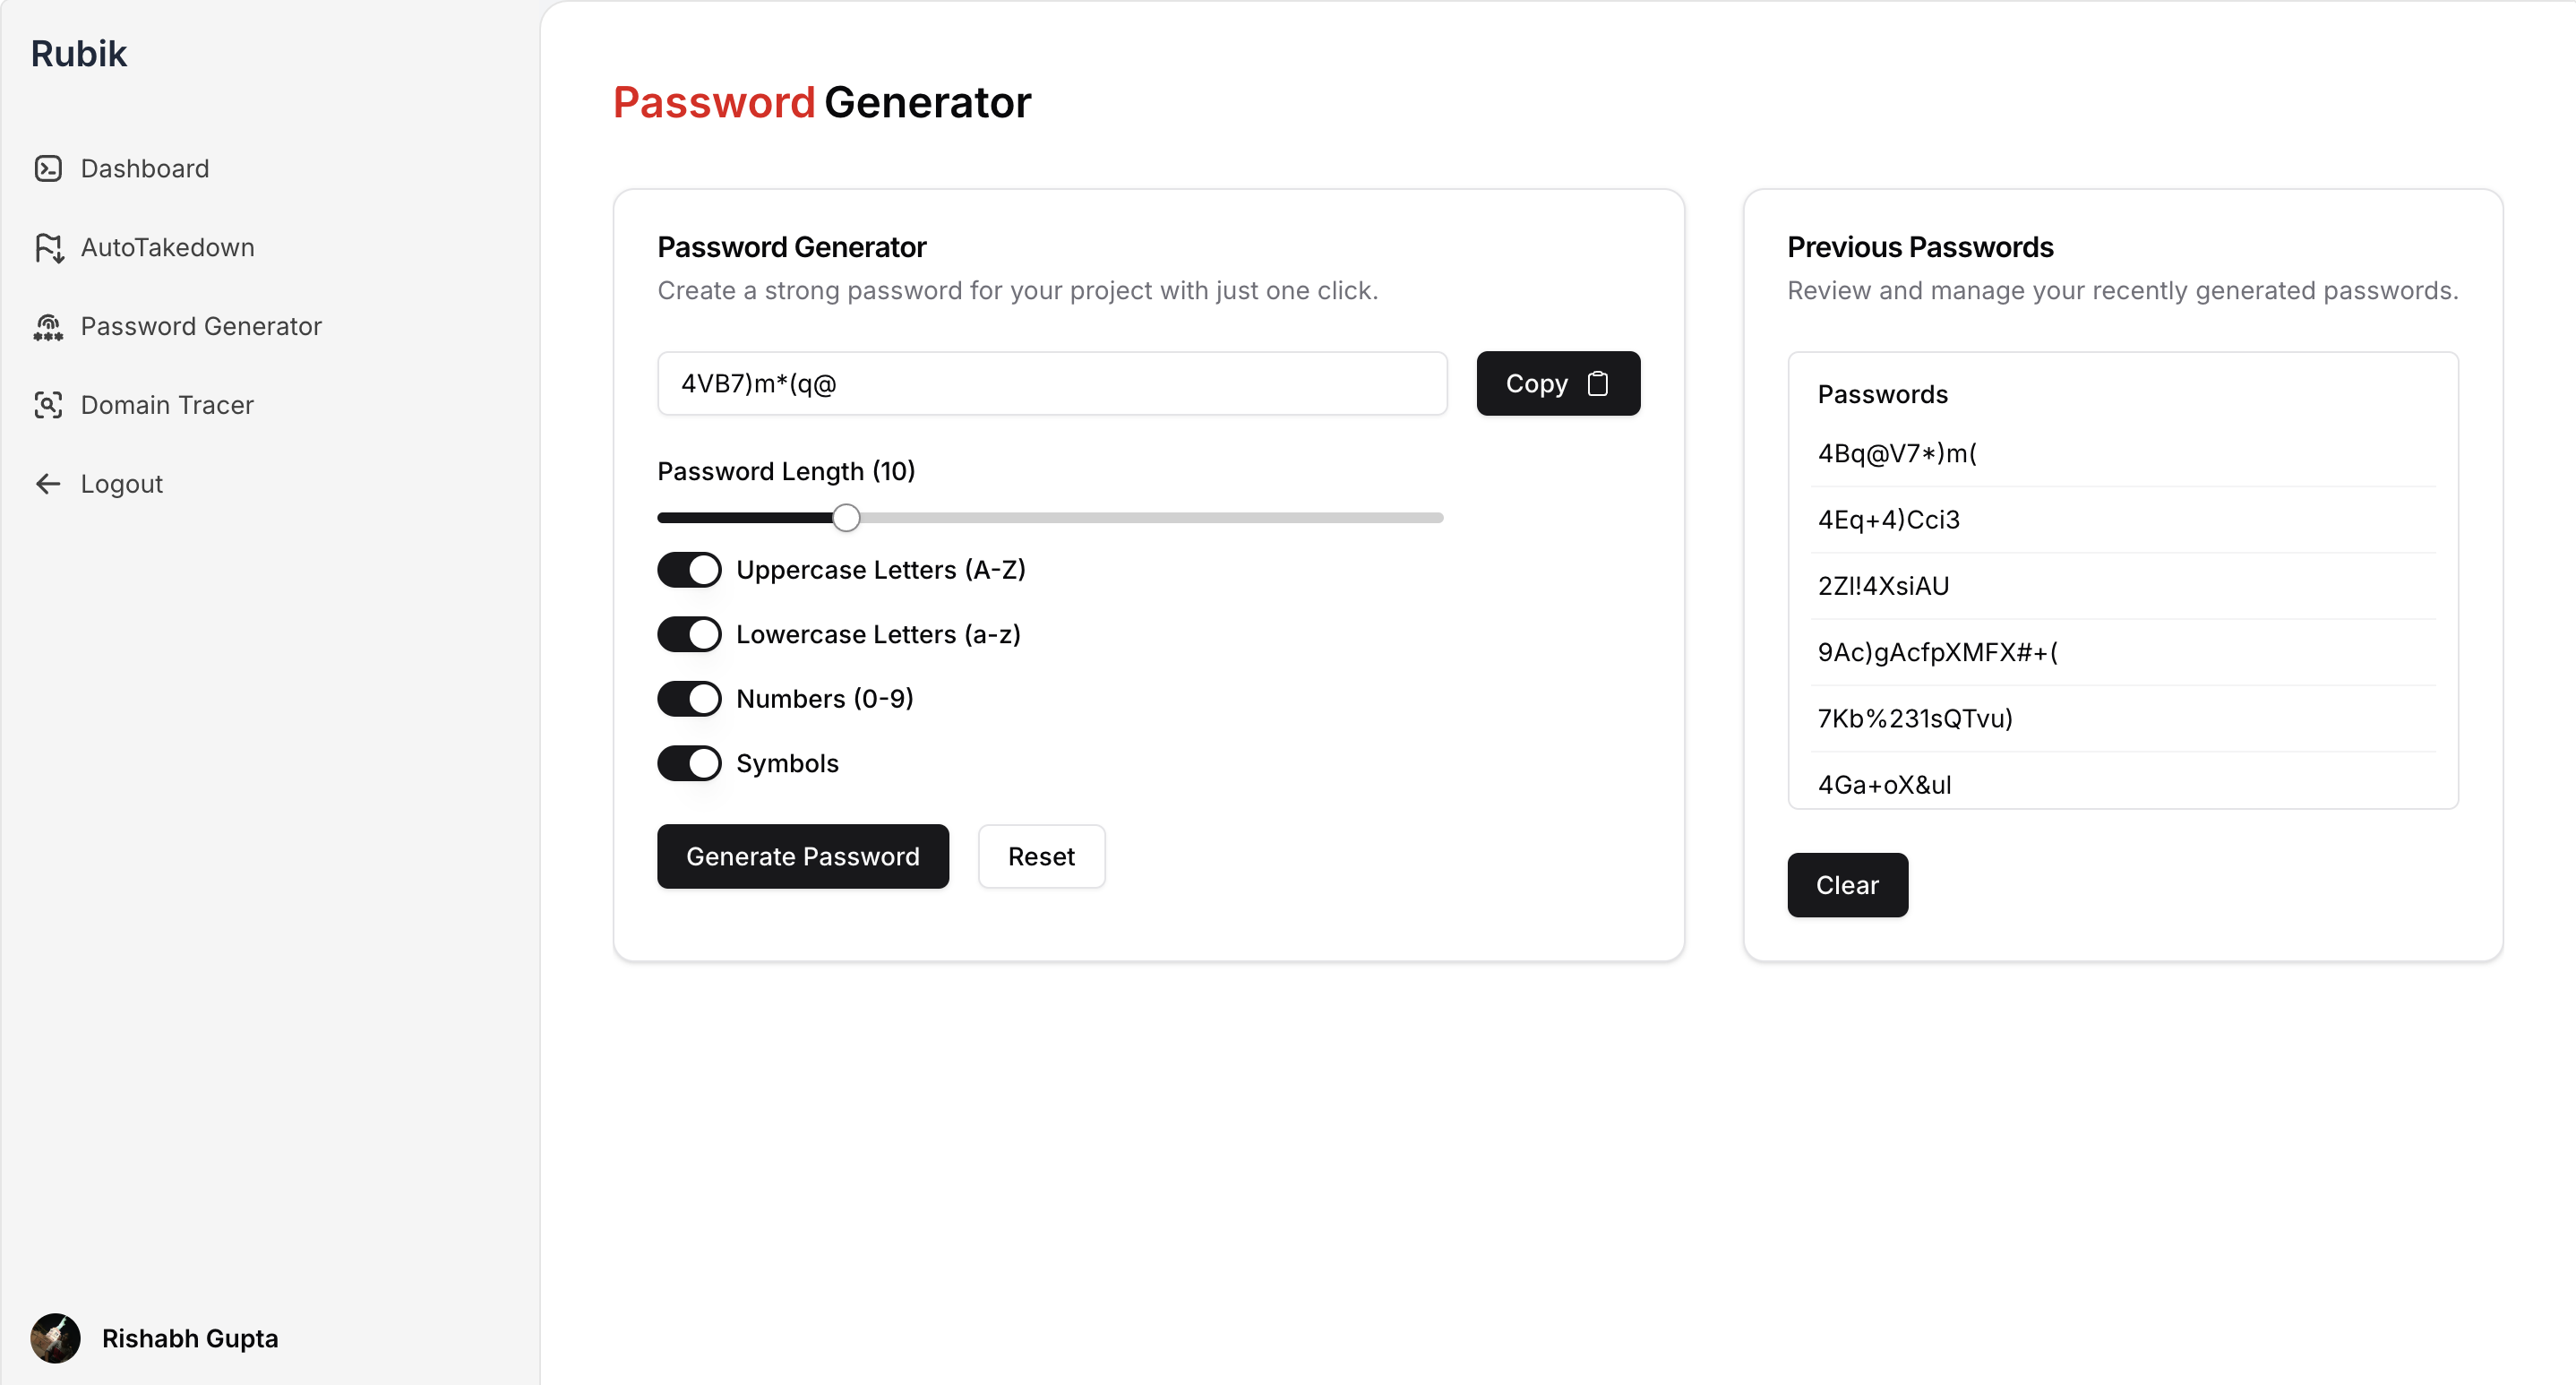 Rubik
Dashboard
AutoTakedown
Password Generator
Domain Tracer
Logout
Rishabh Gupta
Password Generator
Password Generator
Create a strong password for your project with just one click.
4VB7)m*(q@
Copy
Password Length (10)
Uppercase Letters (A-Z)
Lowercase Letters (a-z)
Numbers (0-9)
Symbols
Generate Password
Reset
Previous Passwords
Review and manage your recently generated passwords.
Passwords
4Bq@V7*)m(
4Eq+4)Cci3
2Zl!4XsiAU
9Ac)gAcfpXMFX#+(
7Kb%231sQTvu)
4Ga+oX&ul
Clear